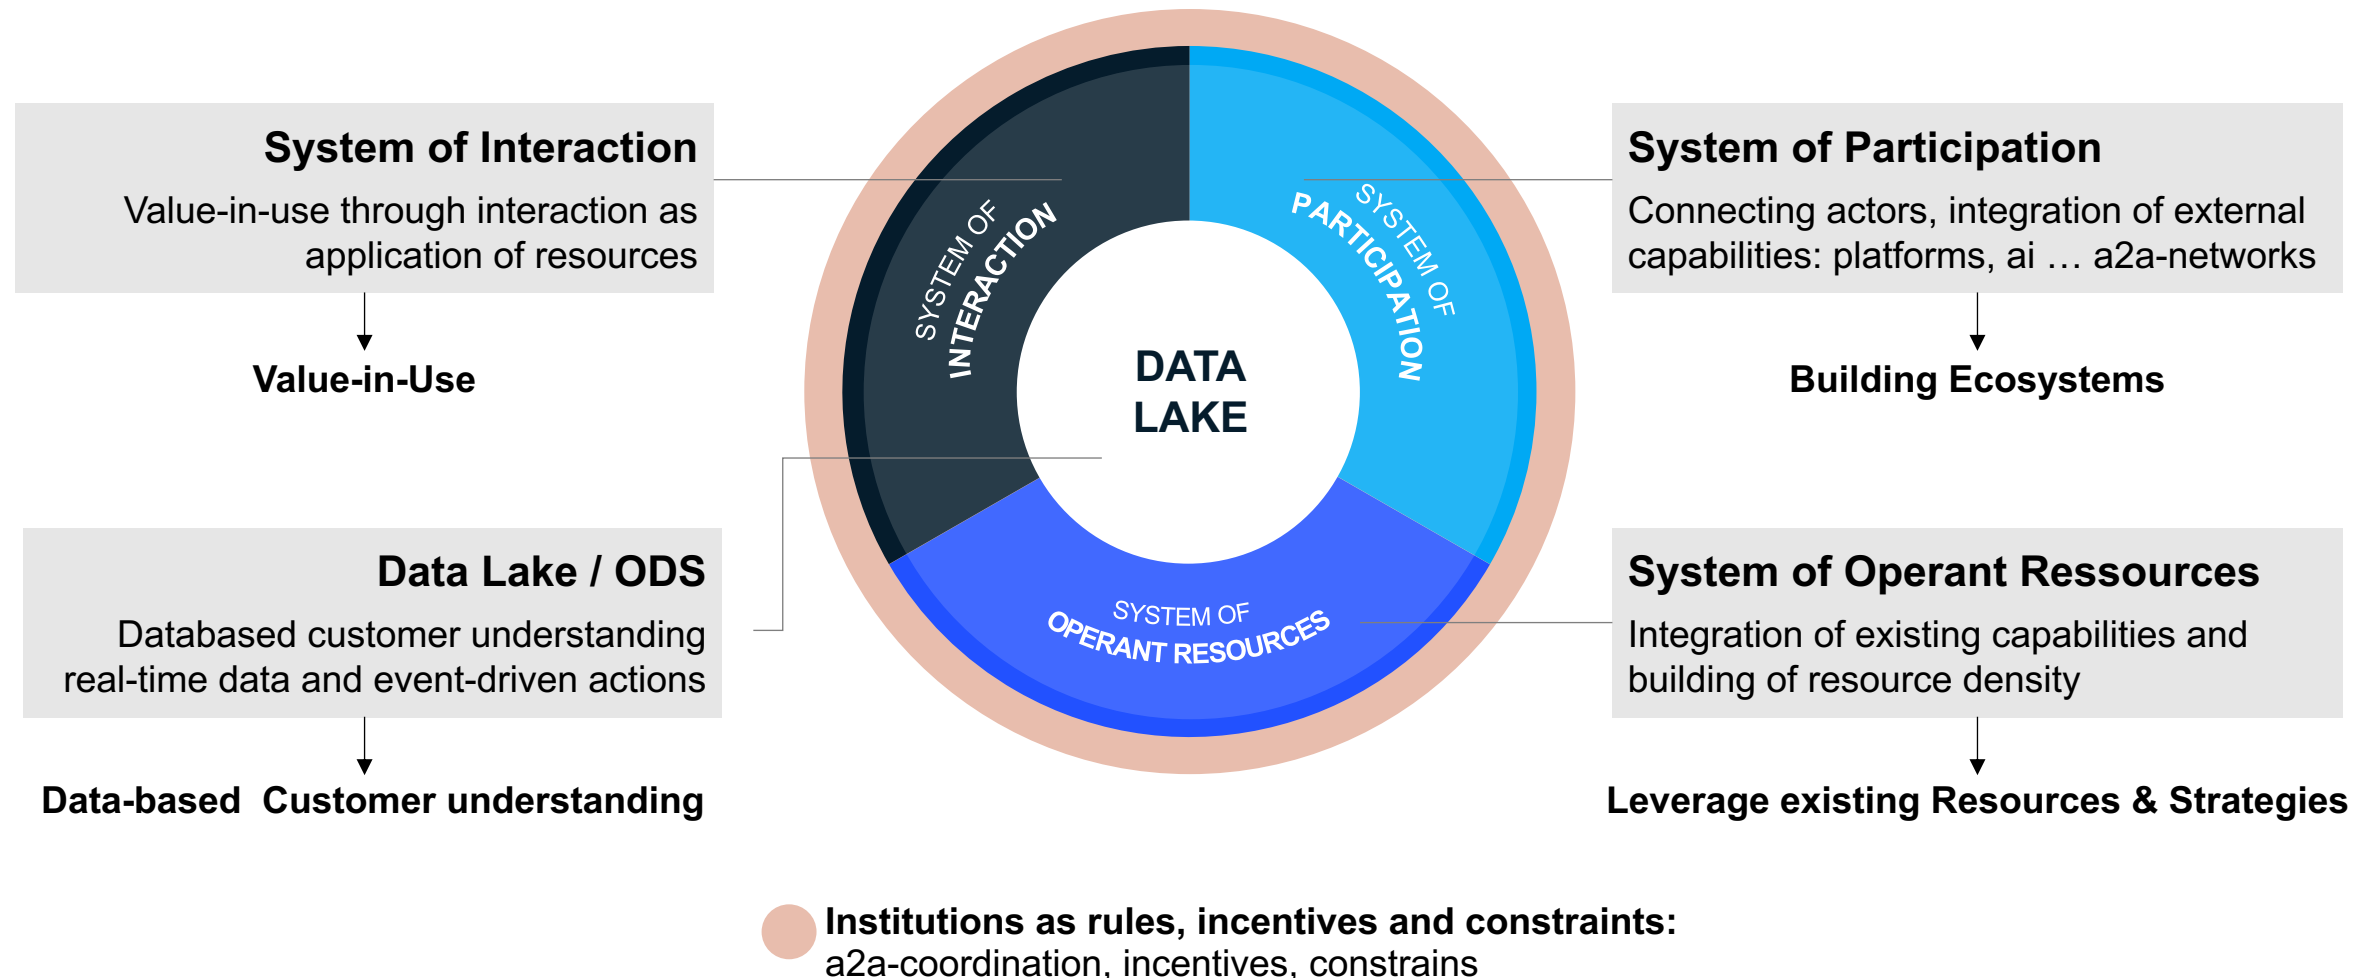 System of Interaction
Value-in-use through interaction as
application of resources
Value-in-Use
Data Lake / ODS
Databased customer understanding
real-time data and event-driven actions
Data-based  Customer understanding
SYSTEM OF
INTERACTION
SYSTEM OF
PARTICIPATION
DATA
LAKE
SYSTEM OF
OPERANT RESOURCES
System of Participation
Connecting actors, integration of external
capabilities: platforms, ai … a2a-networks
Building Ecosystems
System of Operant Ressources
Integration of existing capabilities and
building of resource density
Leverage existing Resources & Strategies
Institutions as rules, incentives and constraints:
a2a-coordination, incentives, constrains